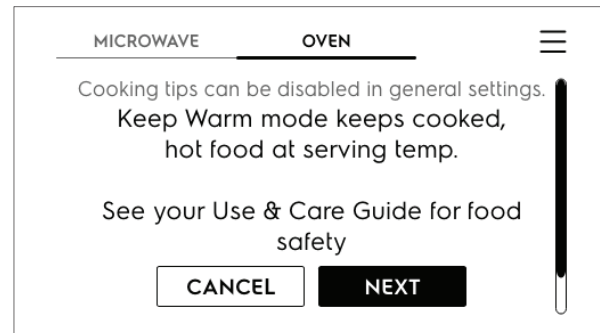 MICROWAVE OVEN
Cooking tips can be disabled in general settings.
Keep Warm mode keeps cooked,
hot food at serving temp.
See your Use & Care Guide for food
safety
CANCEL NEXT